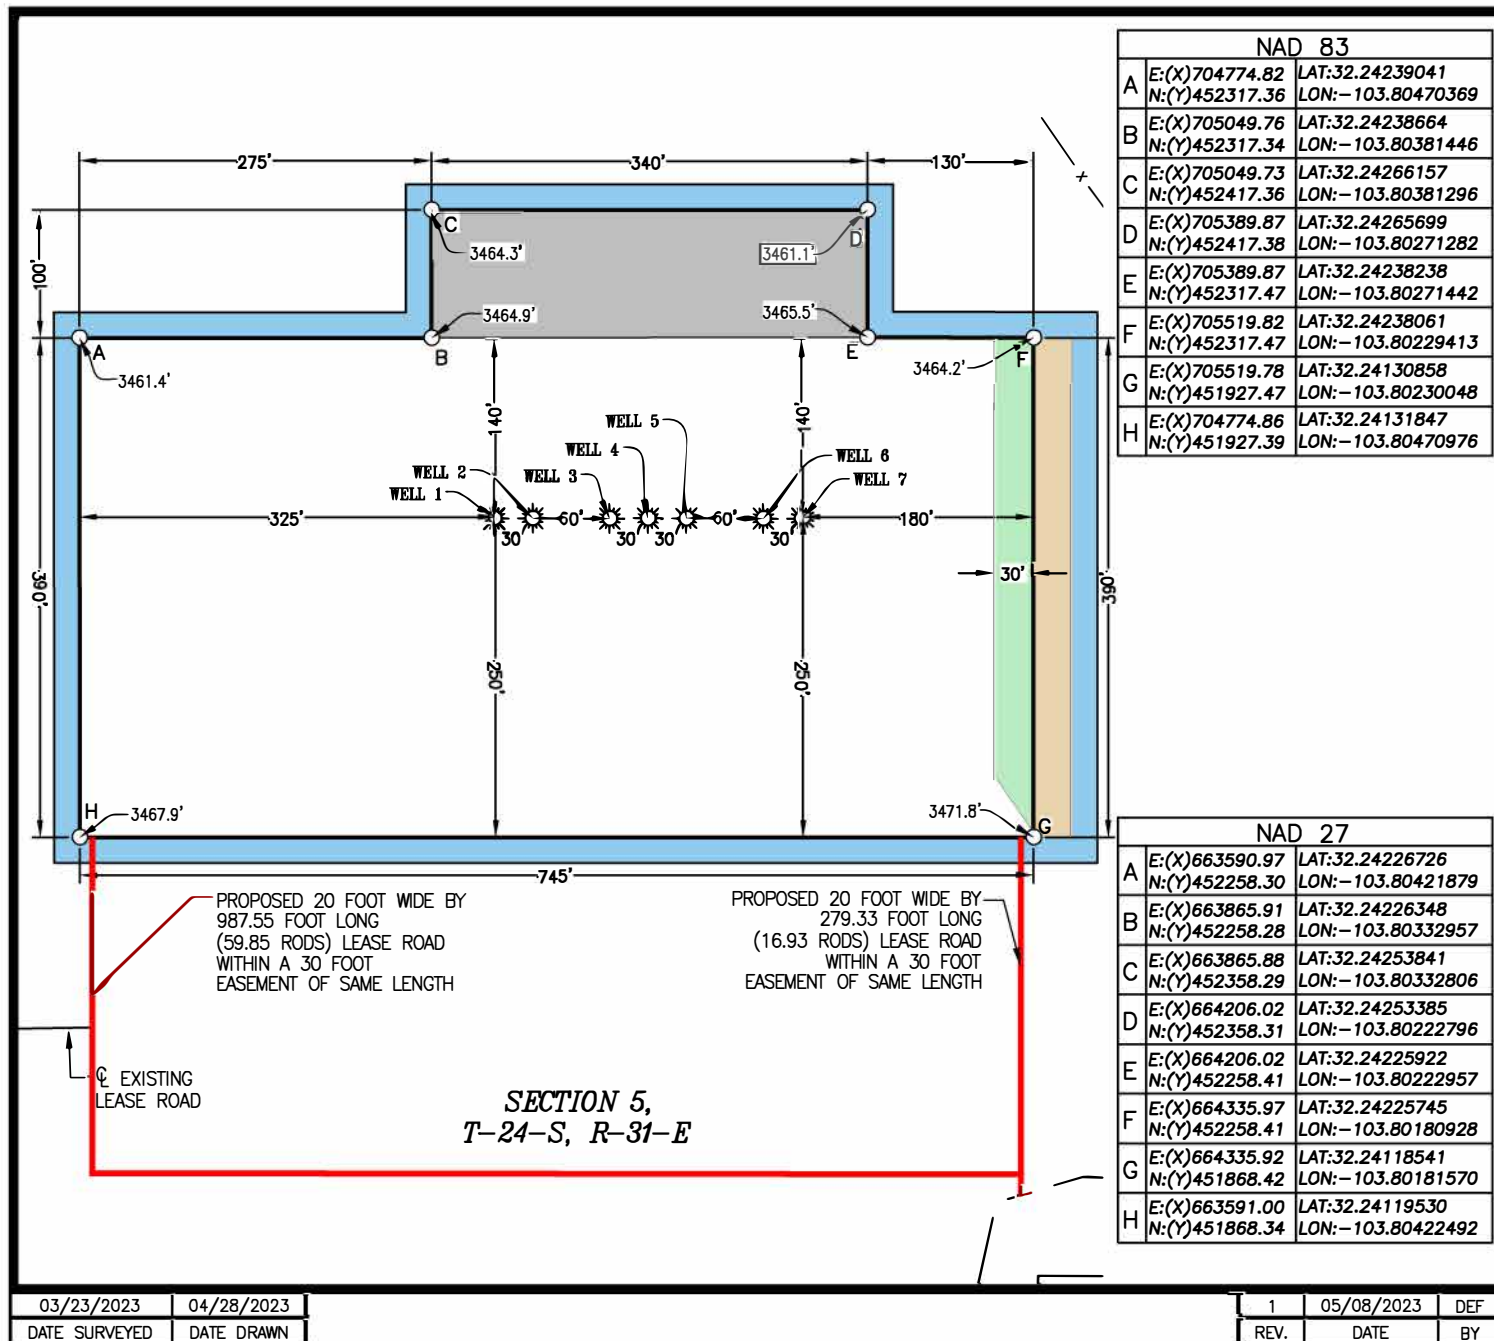 NAD 83
A E:(X)704774.82 LAT:32.24239041
N:(Y)452317.36 LON:-103.80470369
B E:(X)705049.76 LAT:32.24238664
N:(Y)452317.34 LON:-103.80381446
C E:(X)705049.73 LAT:32.24266157
N:(Y)452417.36 LON:-103.80381296
D E:(X)705389.87 LAT:32.24265699
N:(Y)452417.38 LON:-103.80271282
E E:(X)705389.87 LAT:32.24238238
N:(Y)452317.47 LON:-103.80271442
F E:(X)705519.82 LAT:32.24238061
N:(Y)452317.47 LON:-103.80229413
G E:(X)705519.78 LAT:32.24130858
N:(Y)451927.47 LON:-103.80230048
H E:(X)704774.86 LAT:32.24131847
N:(Y)451927.39 LON:-103.80470976
275' 340' 130'
x
C D
3464.3' 3461.1'
100'
3464.9' 3465.5'
A B E F
3461.4' 3464.2'
140' 140'
WELL 5
WELL 4 WELL 6
WELL 2 WELL 3 WELL 7
WELL 1
325' 60' 60' 180'
30' 30' 30' 30'
30'
390' 390'
250' 250'
H 3467.9' 3471.8' G
745'
PROPOSED 20 FOOT WIDE BY
987.55 FOOT LONG
(59.85 RODS) LEASE ROAD
WITHIN A 30 FOOT
EASEMENT OF SAME LENGTH
PROPOSED 20 FOOT WIDE BY
279.33 FOOT LONG
(16.93 RODS) LEASE ROAD
WITHIN A 30 FOOT
EASEMENT OF SAME LENGTH
℄ EXISTING
LEASE ROAD
SECTION 5,
T-24-S, R-31-E
NAD 27
A E:(X)663590.97 LAT:32.24226726
N:(Y)452258.30 LON:-103.80421879
B E:(X)663865.91 LAT:32.24226348
N:(Y)452258.28 LON:-103.80332957
C E:(X)663865.88 LAT:32.24253841
N:(Y)452358.29 LON:-103.80332806
D E:(X)664206.02 LAT:32.24253385
N:(Y)452358.31 LON:-103.80222796
E E:(X)664206.02 LAT:32.24225922
N:(Y)452258.41 LON:-103.80222957
F E:(X)664335.97 LAT:32.24225745
N:(Y)452258.41 LON:-103.80180928
G E:(X)664335.92 LAT:32.24118541
N:(Y)451868.42 LON:-103.80181570
H E:(X)663591.00 LAT:32.24119530
N:(Y)451868.34 LON:-103.80422492
03/23/2023 04/28/2023
DATE SURVEYED DATE DRAWN
1 05/08/2023 DEF
REV. DATE BY